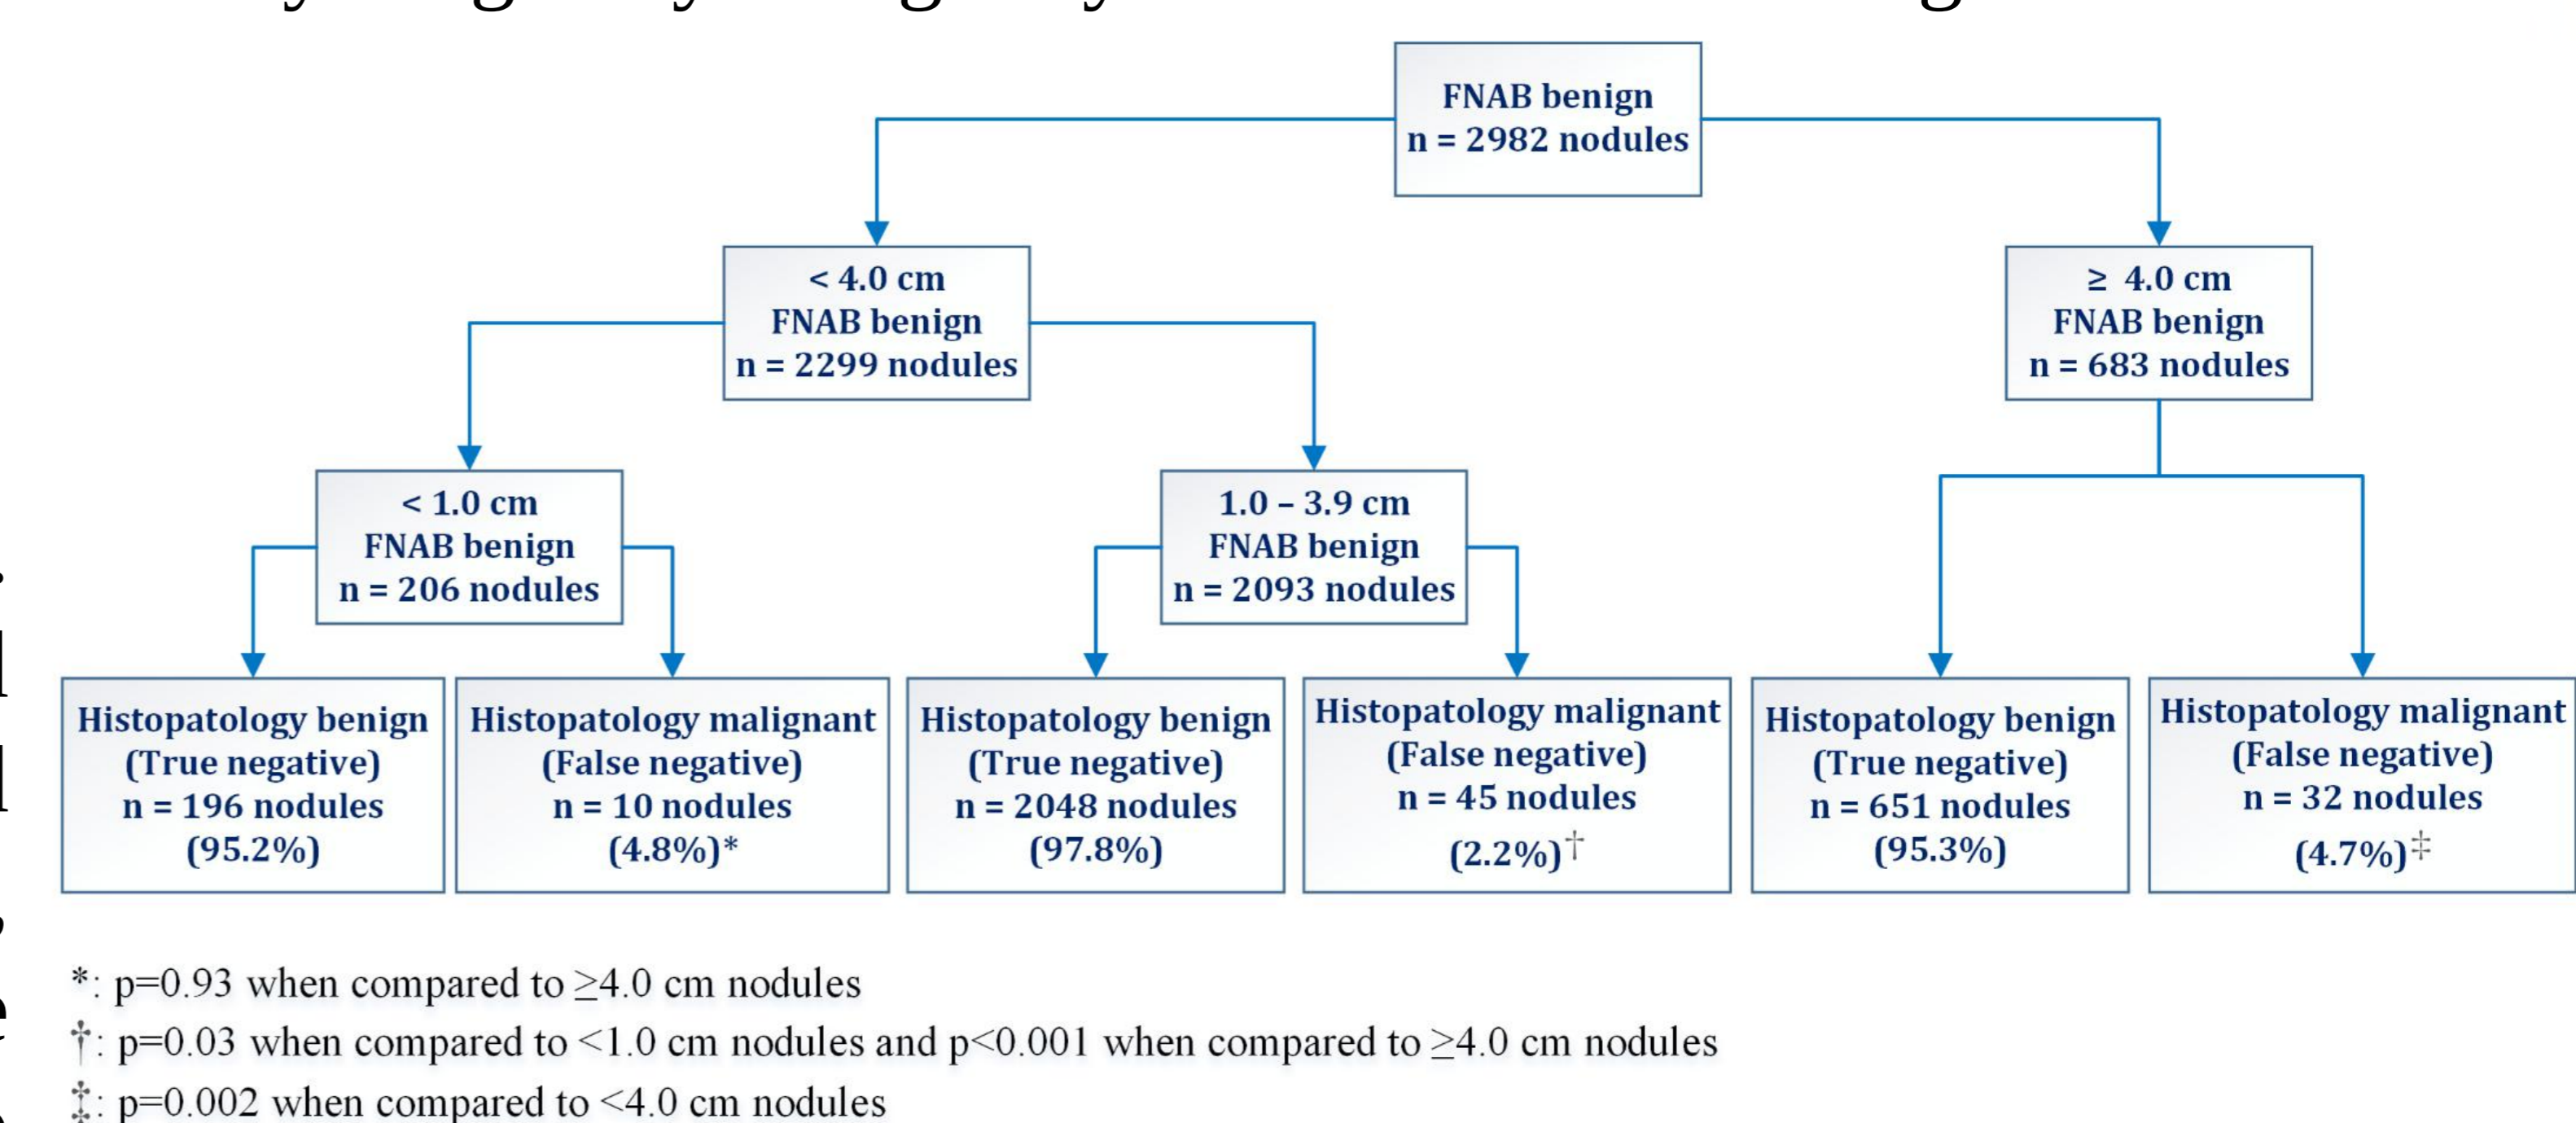 FNAB benign
n = 2982 nodules
< 4.0 cm
FNAB benign
n = 2299 nodules
≥ 4.0 cm
FNAB benign
n = 683 nodules
< 1.0 cm
FNAB benign
n = 206 nodules
1.0 – 3.9 cm
FNAB benign
n = 2093 nodules
Histopatology benign
(True negative)
n = 196 nodules
(95.2%)
Histopatology malignant
(False negative)
n = 10 nodules
(4.8%)*
Histopatology benign
(True negative)
n = 2048 nodules
(97.8%)
Histopatology malignant
(False negative)
n = 45 nodules
(2.2%)†
Histopatology benign
(True negative)
n = 651 nodules
(95.3%)
Histopatology malignant
(False negative)
n = 32 nodules
(4.7%)‡
*: p=0.93 when compared to ≥4.0 cm nodules
†: p=0.03 when compared to <1.0 cm nodules and p<0.001 when compared to ≥4.0 cm nodules
‡: p=0.002 when compared to <4.0 cm nodules